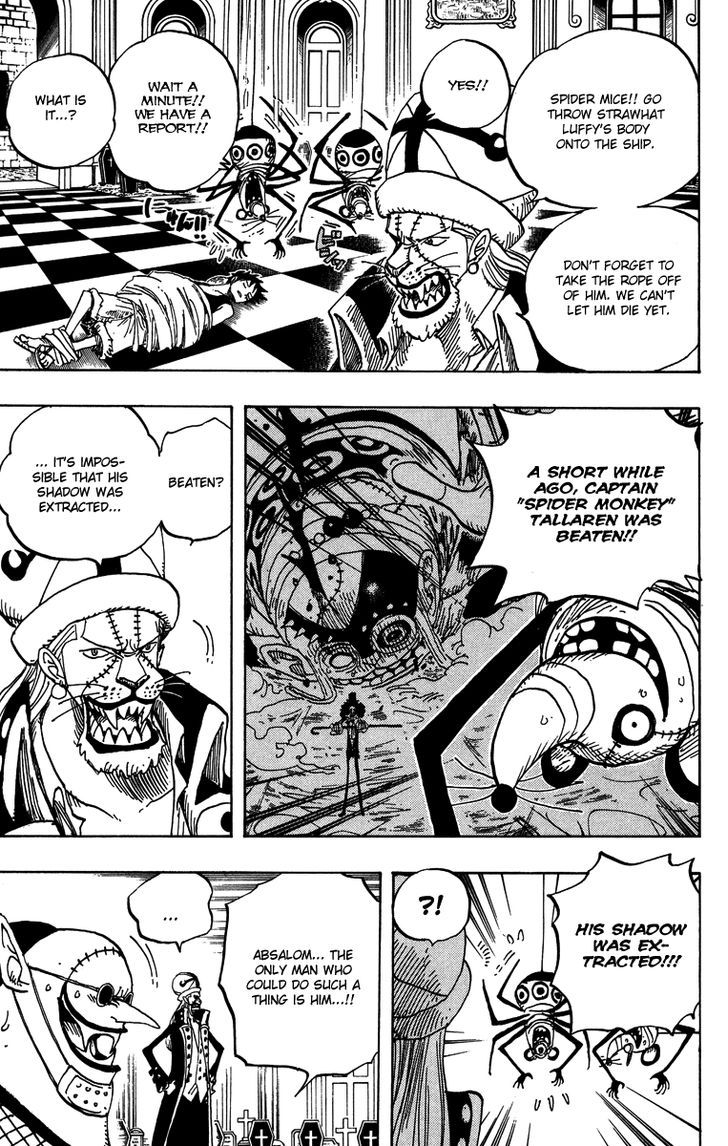 SPIDER MICE!! GO
THROW STRAWHAT
LUFFY'S BODY
ONTO THE SHIP.
DON'T FORGET TO
TAKE THE ROPE OFF
OF HIM. WE CAN'T
LET HIM DIE YET.
YES!!
WAIT A
MINUTE!!
WE HAVE A
REPORT!!
WHAT IS
IT...?
A SHORT WHILE
AGO, CAPTAIN
"SPIDER MONKEY"
TALLAREN WAS
BEATEN!!
BEATEN?
... IT'S IMPOS-
SIBLE THAT HIS
SHADOW WAS
EXTRACTED...
HIS SHADOW
WAS EX-
TRACTED!!!
?!
ABSALOM... THE
ONLY MAN WHO
COULD DO SUCH A
THING IS HIM...!!
...